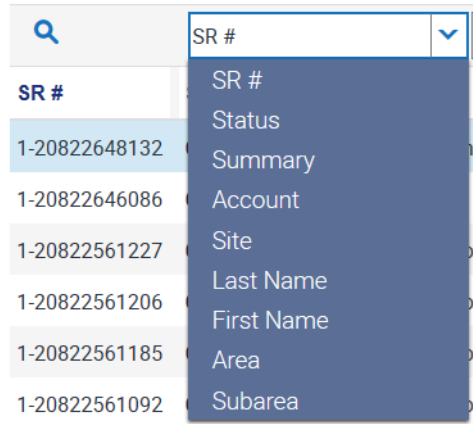 SR #
SR #
SR #
Status
Summary
Account
Site
Last Name
First Name
Area
Subarea
1-20822648132
1-20822646086
1-20822561227
1-20822561206
1-20822561185
1-20822561092